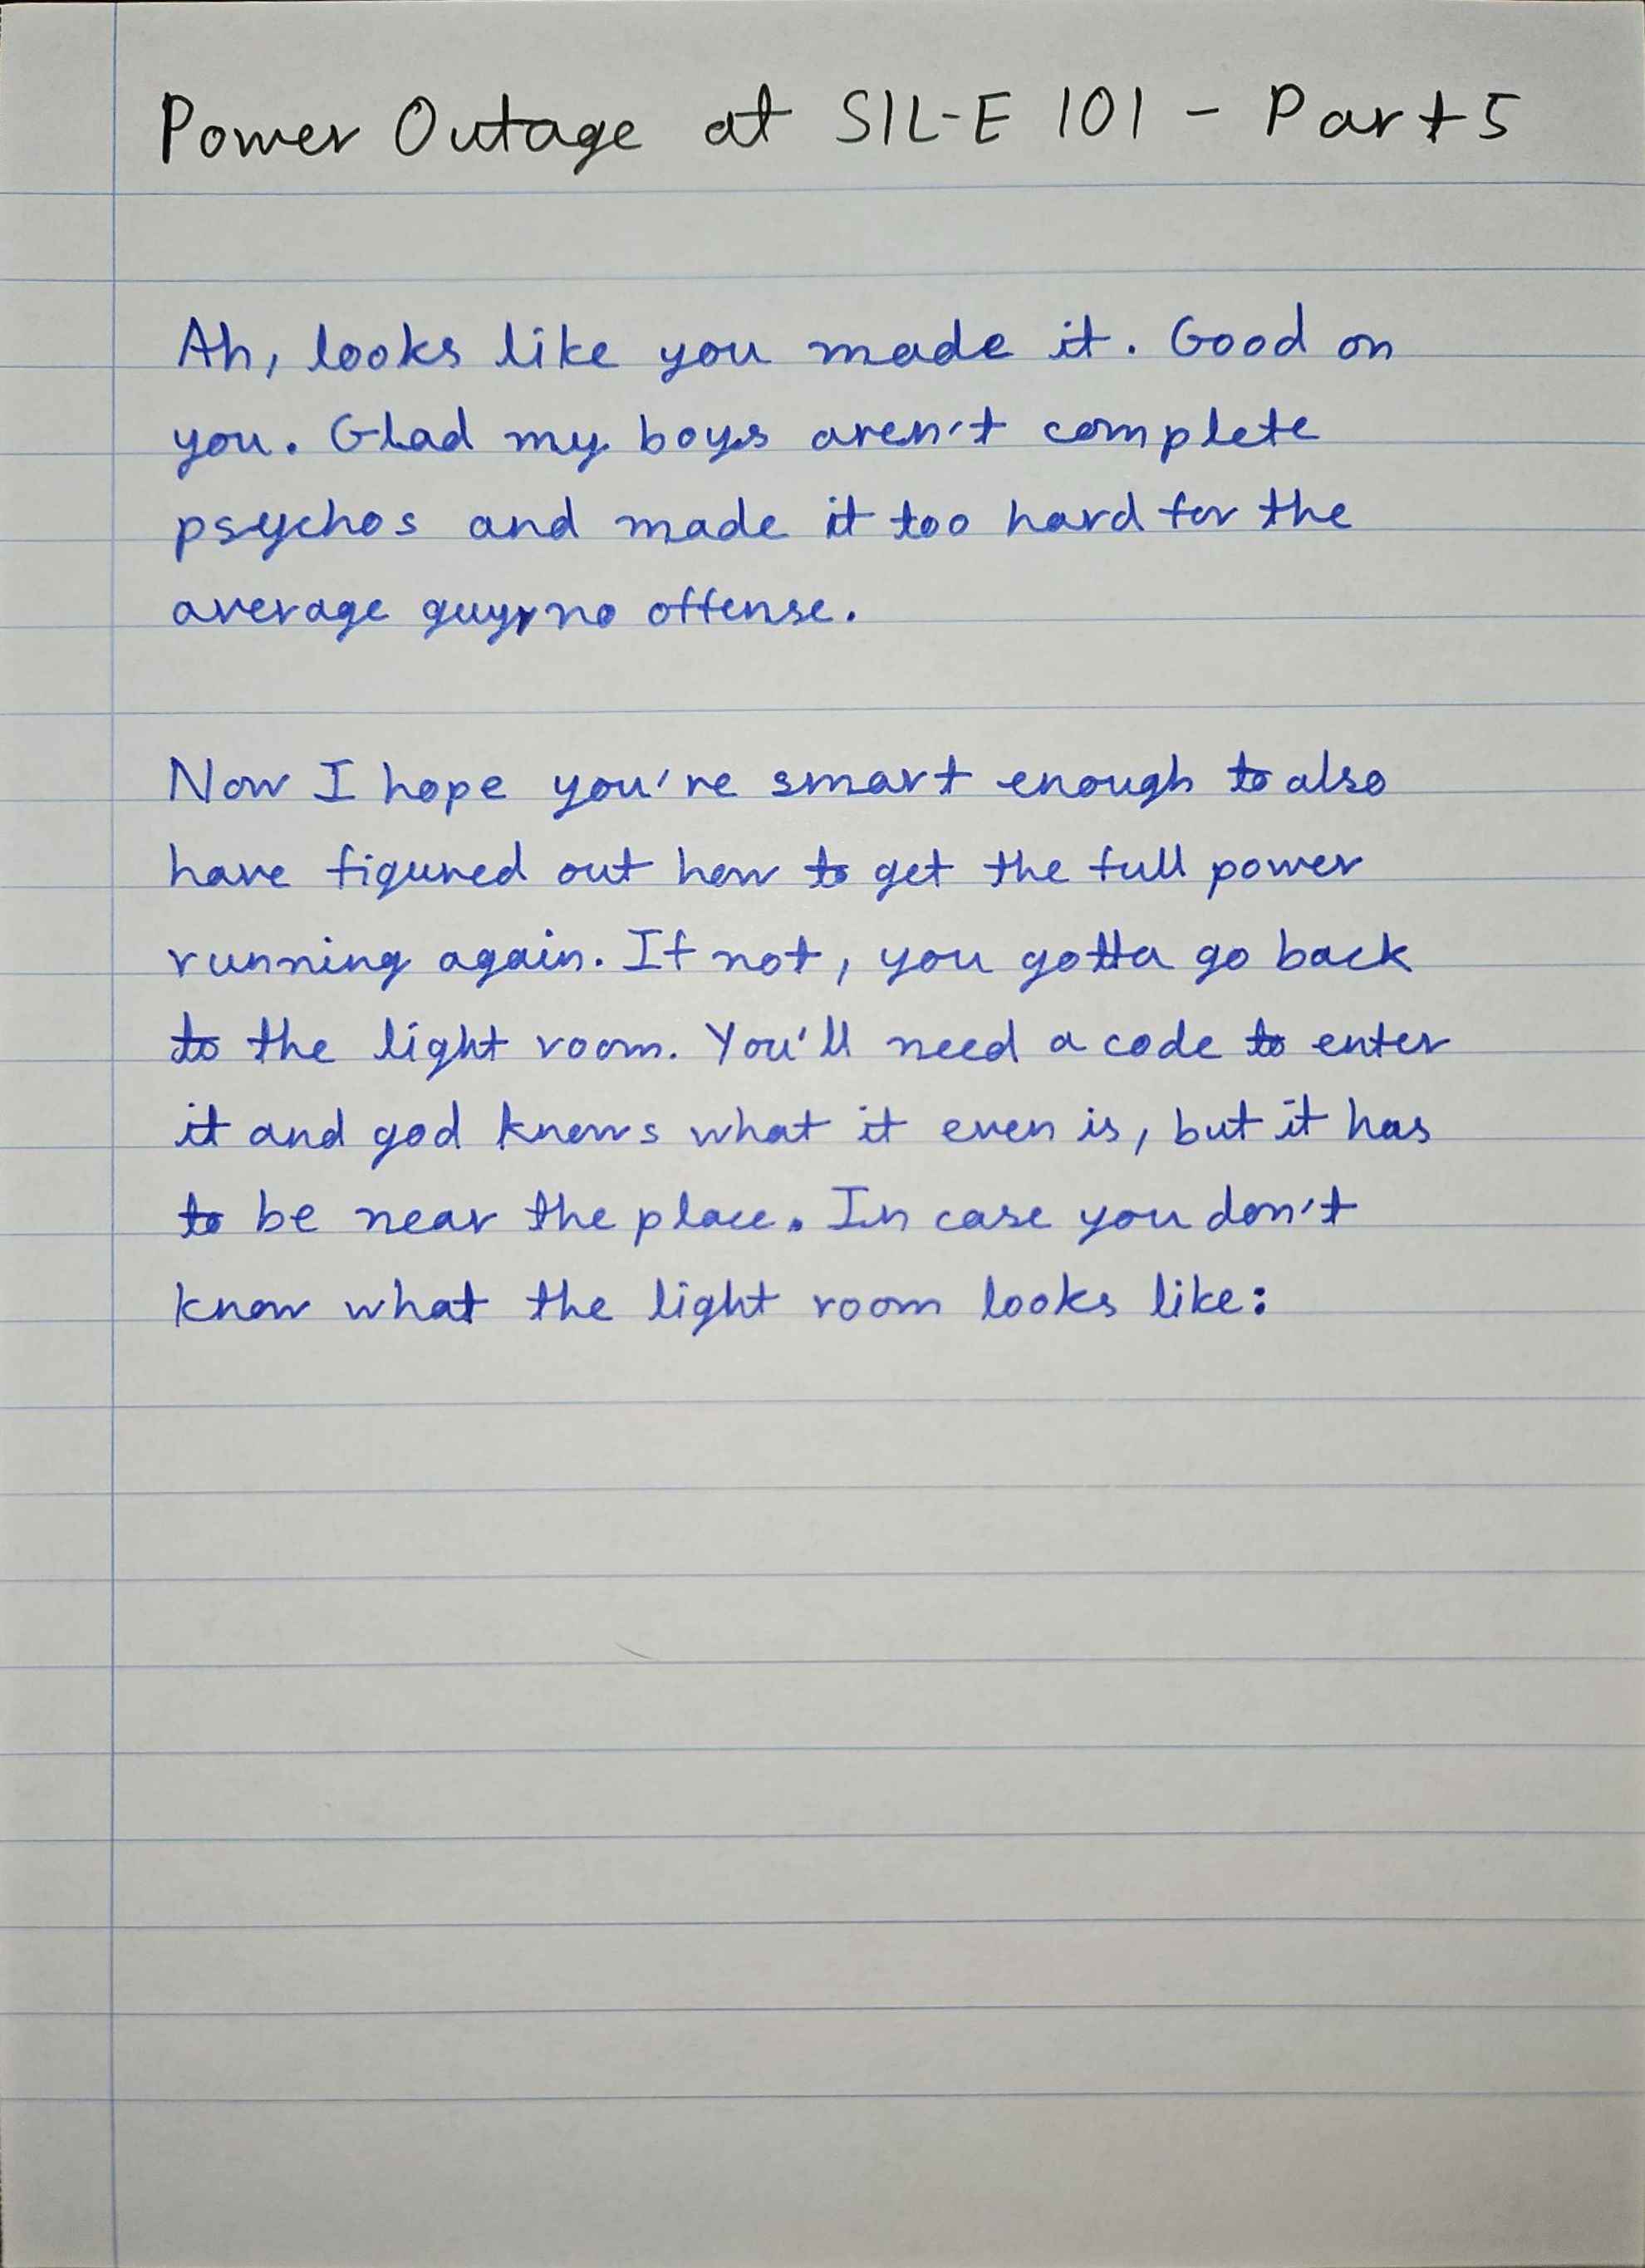 Power Outage at SIL-E 101 - Part 5
Ah, looks like you made it. Good on
you. Glad my boys aren't complete
psychos and made it too hard for the
average guy, no offense.
Now I hope you're smart enough to also
have figured out how to get the full power
running again. If not, you gotta go back
to the light room. You'll need a code to enter
it and god knows what it even is, but it has
to be near the place. In case you don't
know what the light room looks like: